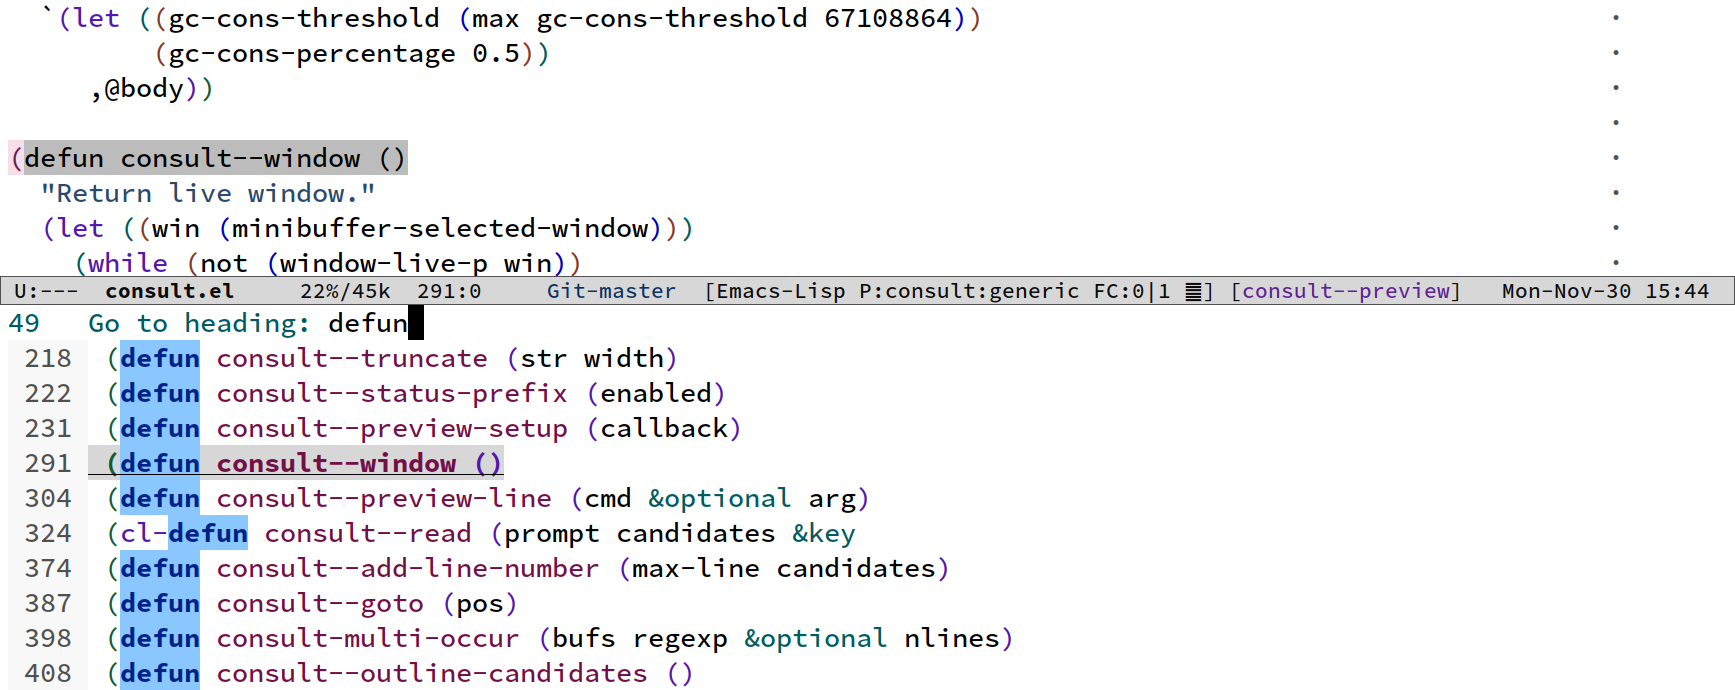 `(let ((gc-cons-threshold (max gc-cons-threshold 67108864))
(gc-cons-percentage 0.5))
,@body))
(defun consult--window ()
"Return live window."
(let ((win (minibuffer-selected-window)))
(while (not (window-live-p win))
U:--- consult.el 22%/45k 291:0 Git-master [Emacs-Lisp P:consult:generic FC:0|1 ≣] [consult--preview] Mon-Nov-30 15:44
49 Go to heading: defun
218 (defun consult--truncate (str width)
222 (defun consult--status-prefix (enabled)
231 (defun consult--preview-setup (callback)
291 (defun consult--window ()
304 (defun consult--preview-line (cmd &optional arg)
324 (cl-defun consult--read (prompt candidates &key
374 (defun consult--add-line-number (max-line candidates)
387 (defun consult--goto (pos)
398 (defun consult-multi-occur (bufs regexp &optional nlines)
408 (defun consult--outline-candidates ()